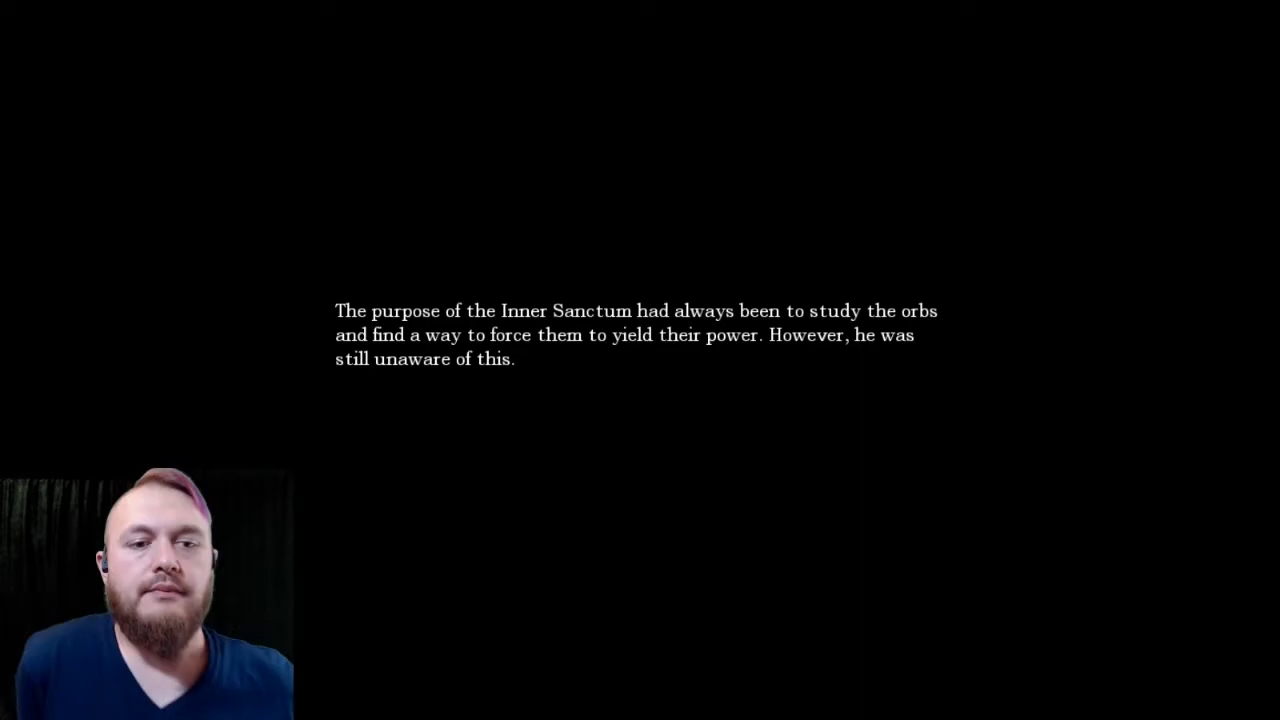 The purpose of the Inner Sanctum had always been to study the orbs
and find a way to force them to yield their power. However, he was
still unaware of this.